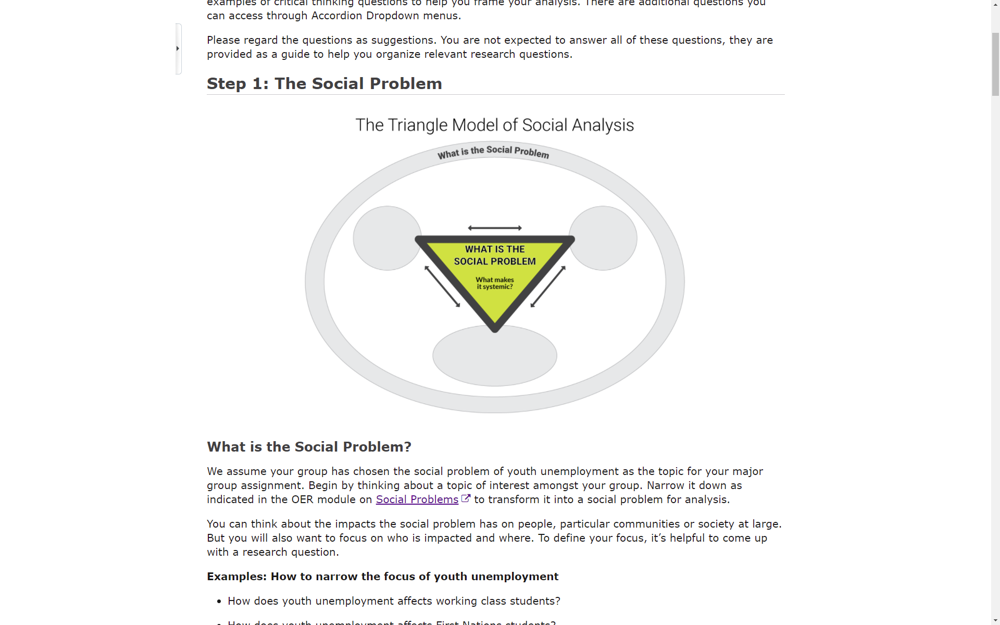 examples of critical thinking questions to help you frame your analysis. There are additional questions you
can access through Accordion Dropdown menus.
Please regard the questions as suggestions. You are not expected to answer all of these questions, they are
provided as a guide to help you organize relevant research questions.
Step 1: The Social Problem
The Triangle Model of Social Analysis
What is the Social Problem
WHAT IS THE
SOCIAL PROBLEM
What makes
it systemic?
What is the Social Problem?
We assume your group has chosen the social problem of youth unemployment as the topic for your major
group assignment. Begin by thinking about a topic of interest amongst your group. Narrow it down as
indicated in the OER module on Social Problems to transform it into a social problem for analysis.
You can think about the impacts the social problem has on people, particular communities or society at large.
But you will also want to focus on who is impacted and where. To define your focus, it’s helpful to come up
with a research question.
Examples: How to narrow the focus of youth unemployment
• How does youth unemployment affects working class students?
• How does youth unemployment affects First Nations students?